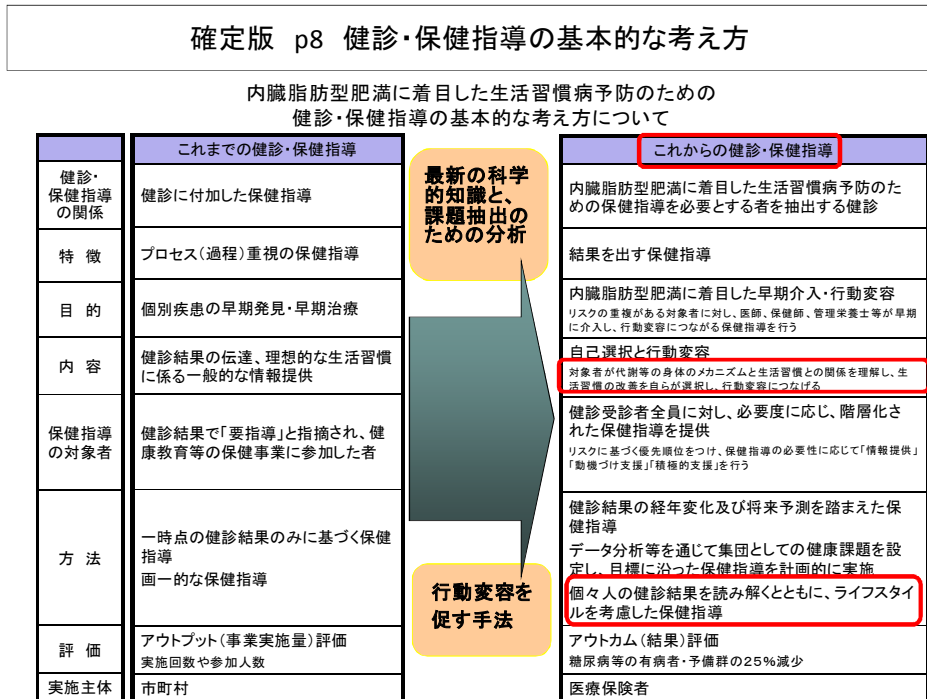 確定版 p8 健診・保健指導の基本的な考え方
内臓脂肪型肥満に着目した生活習慣病予防のための
健診・保健指導の基本的な考え方について
これまでの健診・保健指導
最新の科学
的知識と、
課題抽出の
ための分析
これからの健診・保健指導
健診・
保健指導
の関係
健診に付加した保健指導
内臓脂肪型肥満に着目した生活習慣病予防のた
めの保健指導を必要とする者を抽出する健診
特 徴
プロセス（過程）重視の保健指導
結果を出す保健指導
目 的
個別疾患の早期発見・早期治療
内臓脂肪型肥満に着目した早期介入・行動変容
リスクの重複がある対象者に対し、医師、保健師、管理栄養士等が早期
に介入し、行動変容につながる保健指導を行う
内 容
健診結果の伝達、理想的な生活習慣
に係る一般的な情報提供
自己選択と行動変容
対象者が代謝等の身体のメカニズムと生活習慣との関係を理解し、生
活習慣の改善を自らが選択し、行動変容につなげる
保健指導
の対象者
健診結果で「要指導」と指摘され、健
康教育等の保健事業に参加した者
健診受診者全員に対し、必要度に応じ、階層化さ
れた保健指導を提供
リスクに基づく優先順位をつけ、保健指導の必要性に応じて「情報提供」
「動機づけ支援」「積極的支援」を行う
方 法
一時点の健診結果のみに基づく保健
指導
画一的な保健指導
行動変容を
促す手法
健診結果の経年変化及び将来予測を踏まえた保
健指導
データ分析等を通じて集団としての健康課題を設
定し、目標に沿った保健指導を計画的に実施
個々人の健診結果を読み解くとともに、ライフスタイ
ルを考慮した保健指導
評 価
アウトプット（事業実施量）評価
実施回数や参加人数
アウトカム（結果）評価
糖尿病等の有病者・予備群の25％減少
実施主体
市町村
医療保険者